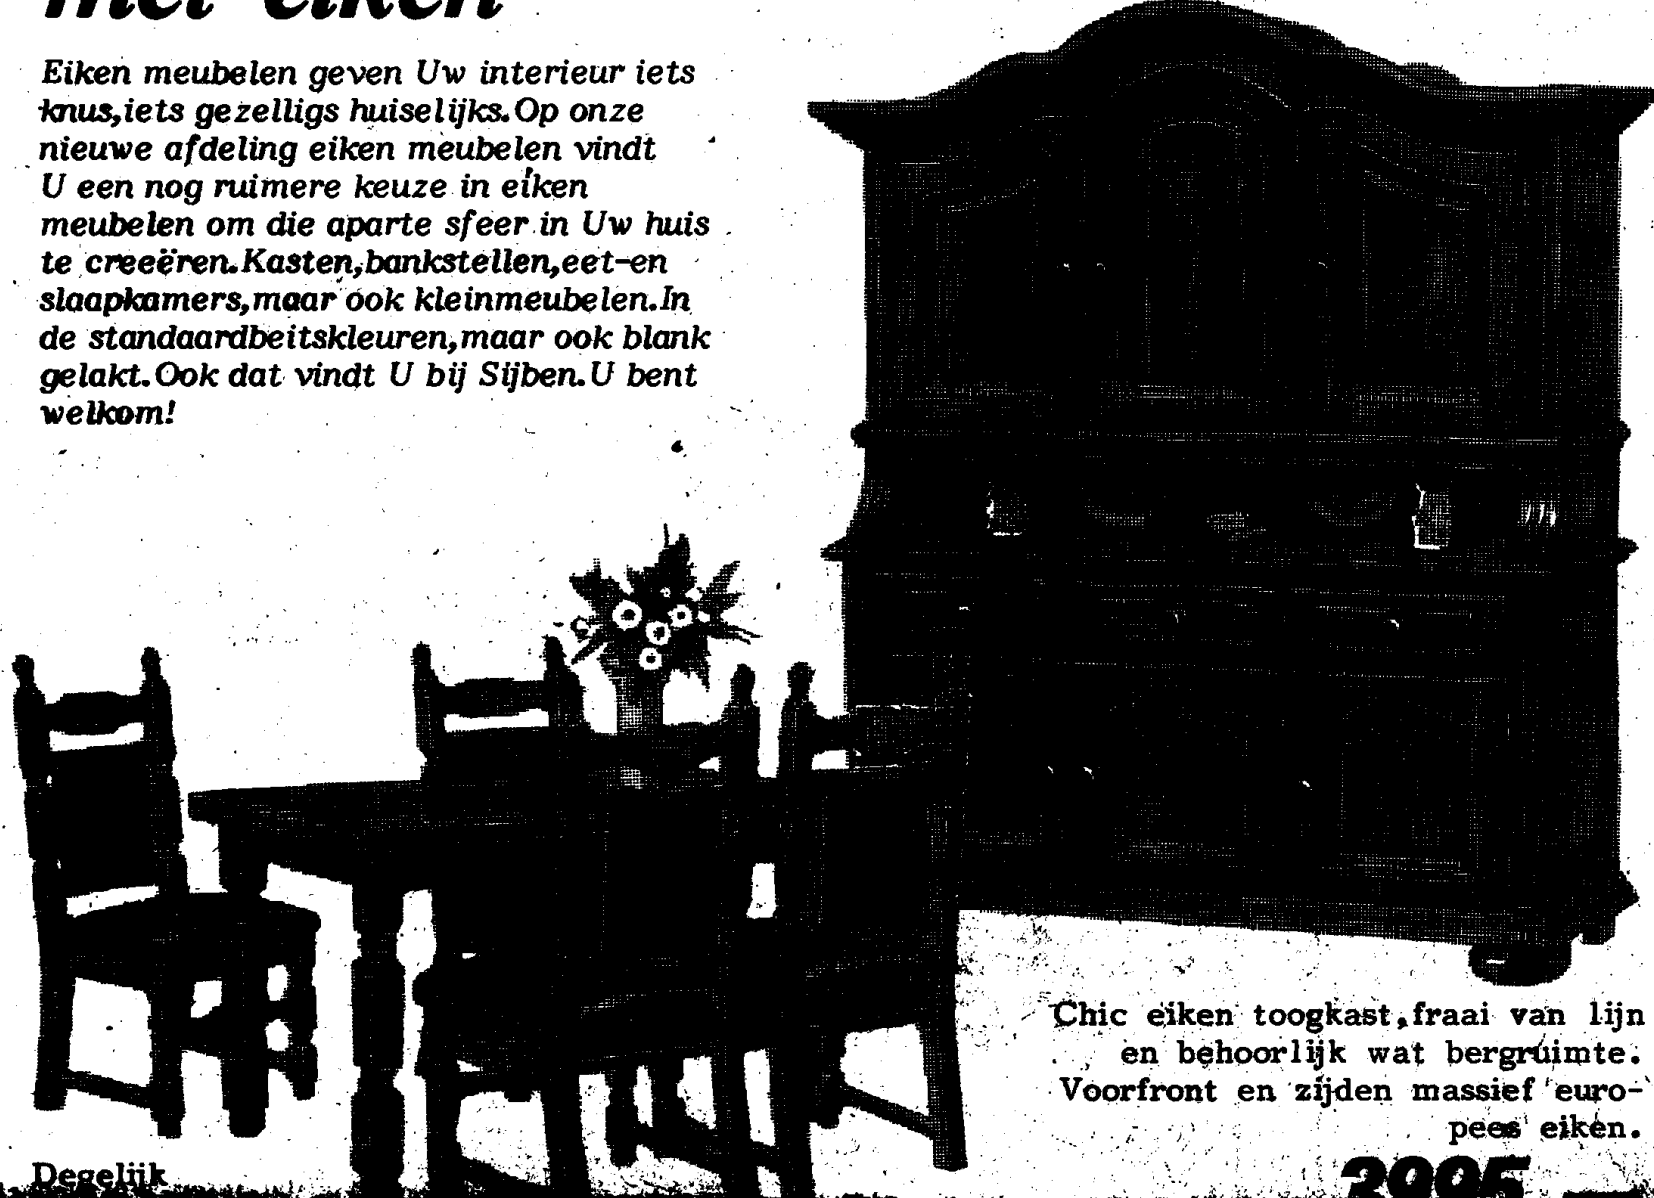 met eiken
Eiken meubelen geven Uw interieur iets
knus,iets gezelligs huiselijks.Op onze
nieuwe afdeling eiken meubelen vindt
U een nog ruimere keuze in eiken
meubelen om die aparte sfeer in Uw huis
te creeëren.Kasten,bankstellen,eet-en
slaapkamers,maar ook kleinmeubelen.In
de standaardbeitskleuren,maar ook blank
gelakt.Ook dat vindt U bij Sijben.U bent
welkom!
Chic eiken toogkast,fraai van lijn
en behoorlijk wat bergruimte.
Voorfront en zijden massief euro-
pees eiken.
Degelijk